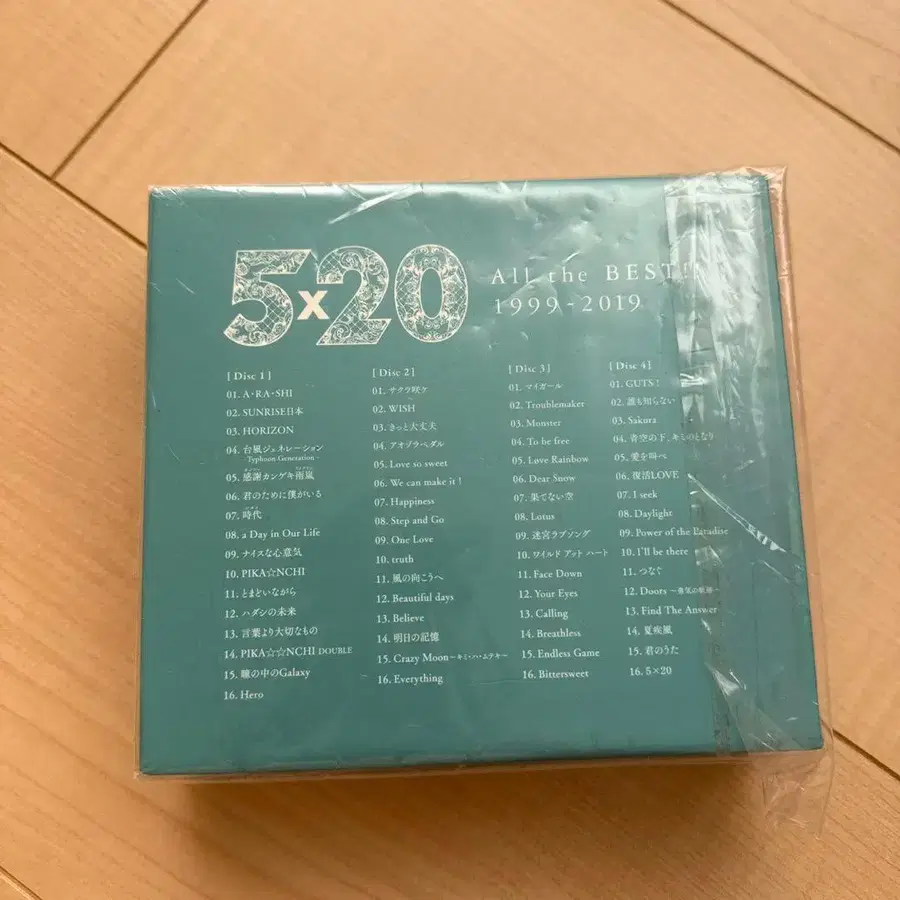 5×20
All the BEST!!
1999-2019
[Disc 1]
01. A・RA・SHI
02. SUNRISE日本
03. HORIZON
04. 台風ジェネレーション
-Typhoon Generation-
05. 感謝カンゲキ雨嵐
06. 君のために僕がいる
07. 時代
08. a Day in Our Life
09. ナイスな心意気
10. PIKA☆NCHI
11. とまどいながら
12. ハダシの未来
13. 言葉より大切なもの
14. PIKA☆☆NCHI DOUBLE
15. 瞳の中のGalaxy
16. Hero
[Disc 2]
01. サクラ咲ケ
02. WISH
03. きっと大丈夫
04. アオゾラペダル
05. Love so sweet
06. We can make it!
07. Happiness
08. Step and Go
09. One Love
10. truth
11. 風の向こうへ
12. Beautiful days
13. Believe
14. 明日の記憶
15. Crazy Moon～キミ・ハ・ムテキ～
16. Everything
[Disc 3]
01. マイガール
02. Troublemaker
03. Monster
04. To be free
05. Løve Rainbow
06. Dear Snow
07. 果てない空
08. Lotus
09. 迷宮ラブソング
10. ワイルド アット ハート
11. Face Down
12. Your Eyes
13. Calling
14. Breathless
15. Endless Game
16. Bittersweet
[Disc 4]
01. GUTS !
02. 誰も知らない
03. Sakura
04. 青空の下、キミのとなり
05. 愛を叫べ
06. 復活LOVE
07. I seek
08. Daylight
09. Power of the Paradise
10. I'll be there
11. つなぐ
12. Doors ～勇気の軌跡～
13. Find The Answer
14. 夏疾風
15. 君のうた
16. 5×20